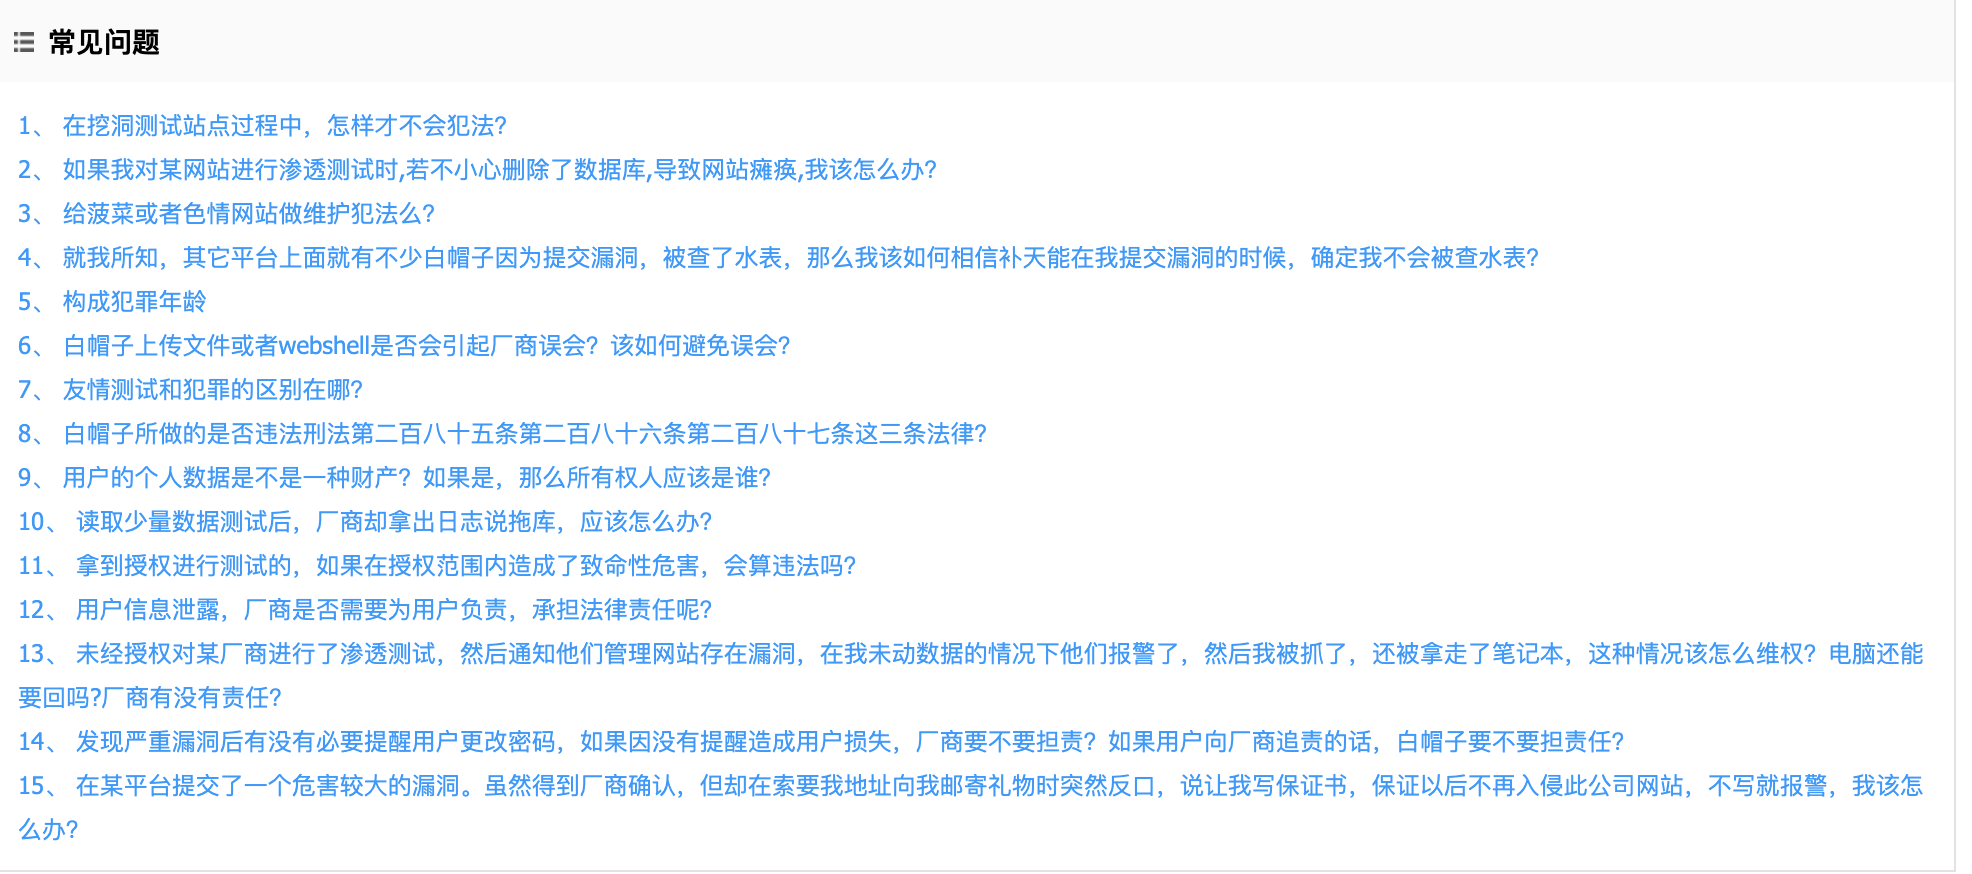 常见问题
1、 在挖洞测试站点过程中，怎样才不会犯法？
2、 如果我对某网站进行渗透测试时,若不小心删除了数据库,导致网站瘫痪,我该怎么办？
3、 给菠菜或者色情网站做维护犯法么？
4、 就我所知，其它平台上面就有不少白帽子因为提交漏洞，被查了水表，那么我该如何相信补天能在我提交漏洞的时候，确定我不会被查水表？
5、 构成犯罪年龄
6、 白帽子上传文件或者webshell是否会引起厂商误会？该如何避免误会？
7、 友情测试和犯罪的区别在哪？
8、 白帽子所做的是否违法刑法第二百八十五条第二百八十六条第二百八十七条这三条法律？
9、 用户的个人数据是不是一种财产？如果是，那么所有权人应该是谁？
10、 读取少量数据测试后，厂商却拿出日志说拖库，应该怎么办？
11、 拿到授权进行测试的，如果在授权范围内造成了致命性危害，会算违法吗？
12、 用户信息泄露，厂商是否需要为用户负责，承担法律责任呢？
13、 未经授权对某厂商进行了渗透测试，然后通知他们管理网站存在漏洞，在我未动数据的情况下他们报警了，然后我被抓了，还被拿走了笔记本，这种情况该怎么维权？电脑还能
要回吗?厂商有没有责任？
14、 发现严重漏洞后有没有必要提醒用户更改密码，如果因没有提醒造成用户损失，厂商要不要担责？如果用户向厂商追责的话，白帽子要不要担责任？
15、 在某平台提交了一个危害较大的漏洞。虽然得到厂商确认，但却在索要我地址向我邮寄礼物时突然反口，说让我写保证书，保证以后不再入侵此公司网站，不写就报警，我该怎
么办？